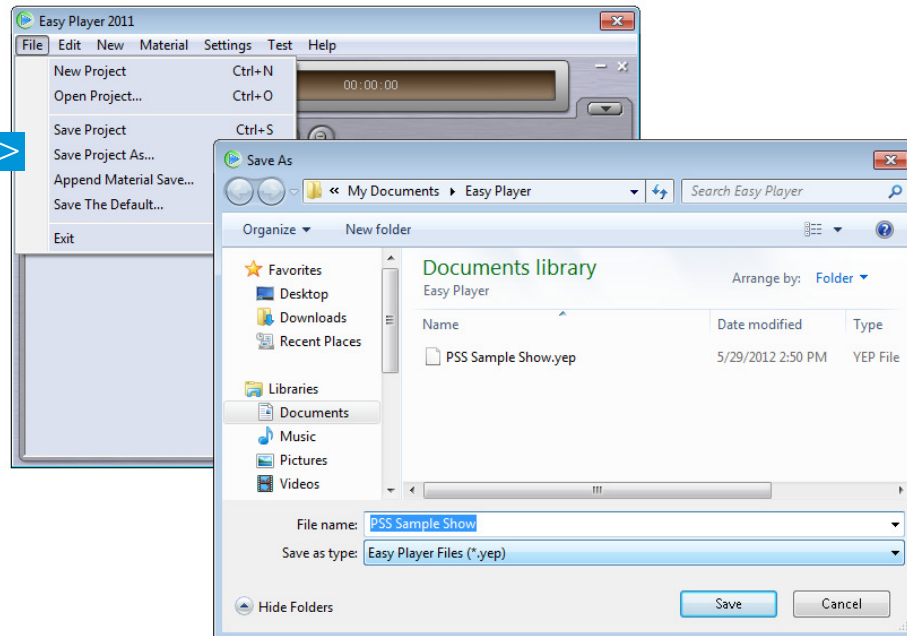 Easy Player 2011
File Edit New Material Settings Test Help
New Project Ctrl+N
Open Project... Ctrl+O
00:00:00
Save Project Ctrl+S
>
Save Project As...
Append Material Save...
Save The Default...
Exit
Save As
« My Documents Easy Player
Search Easy Player
Organize New folder
Favorites
Desktop
Downloads
Recent Places
Libraries
Documents
Music
Pictures
Videos
Documents library
Easy Player
Arrange by: Folder
Name Date modified Type
PSS Sample Show.yep 5/29/2012 2:50 PM YEP File
File name: PSS Sample Show
Save as type: Easy Player Files (*.yep)
Hide Folders Save Cancel